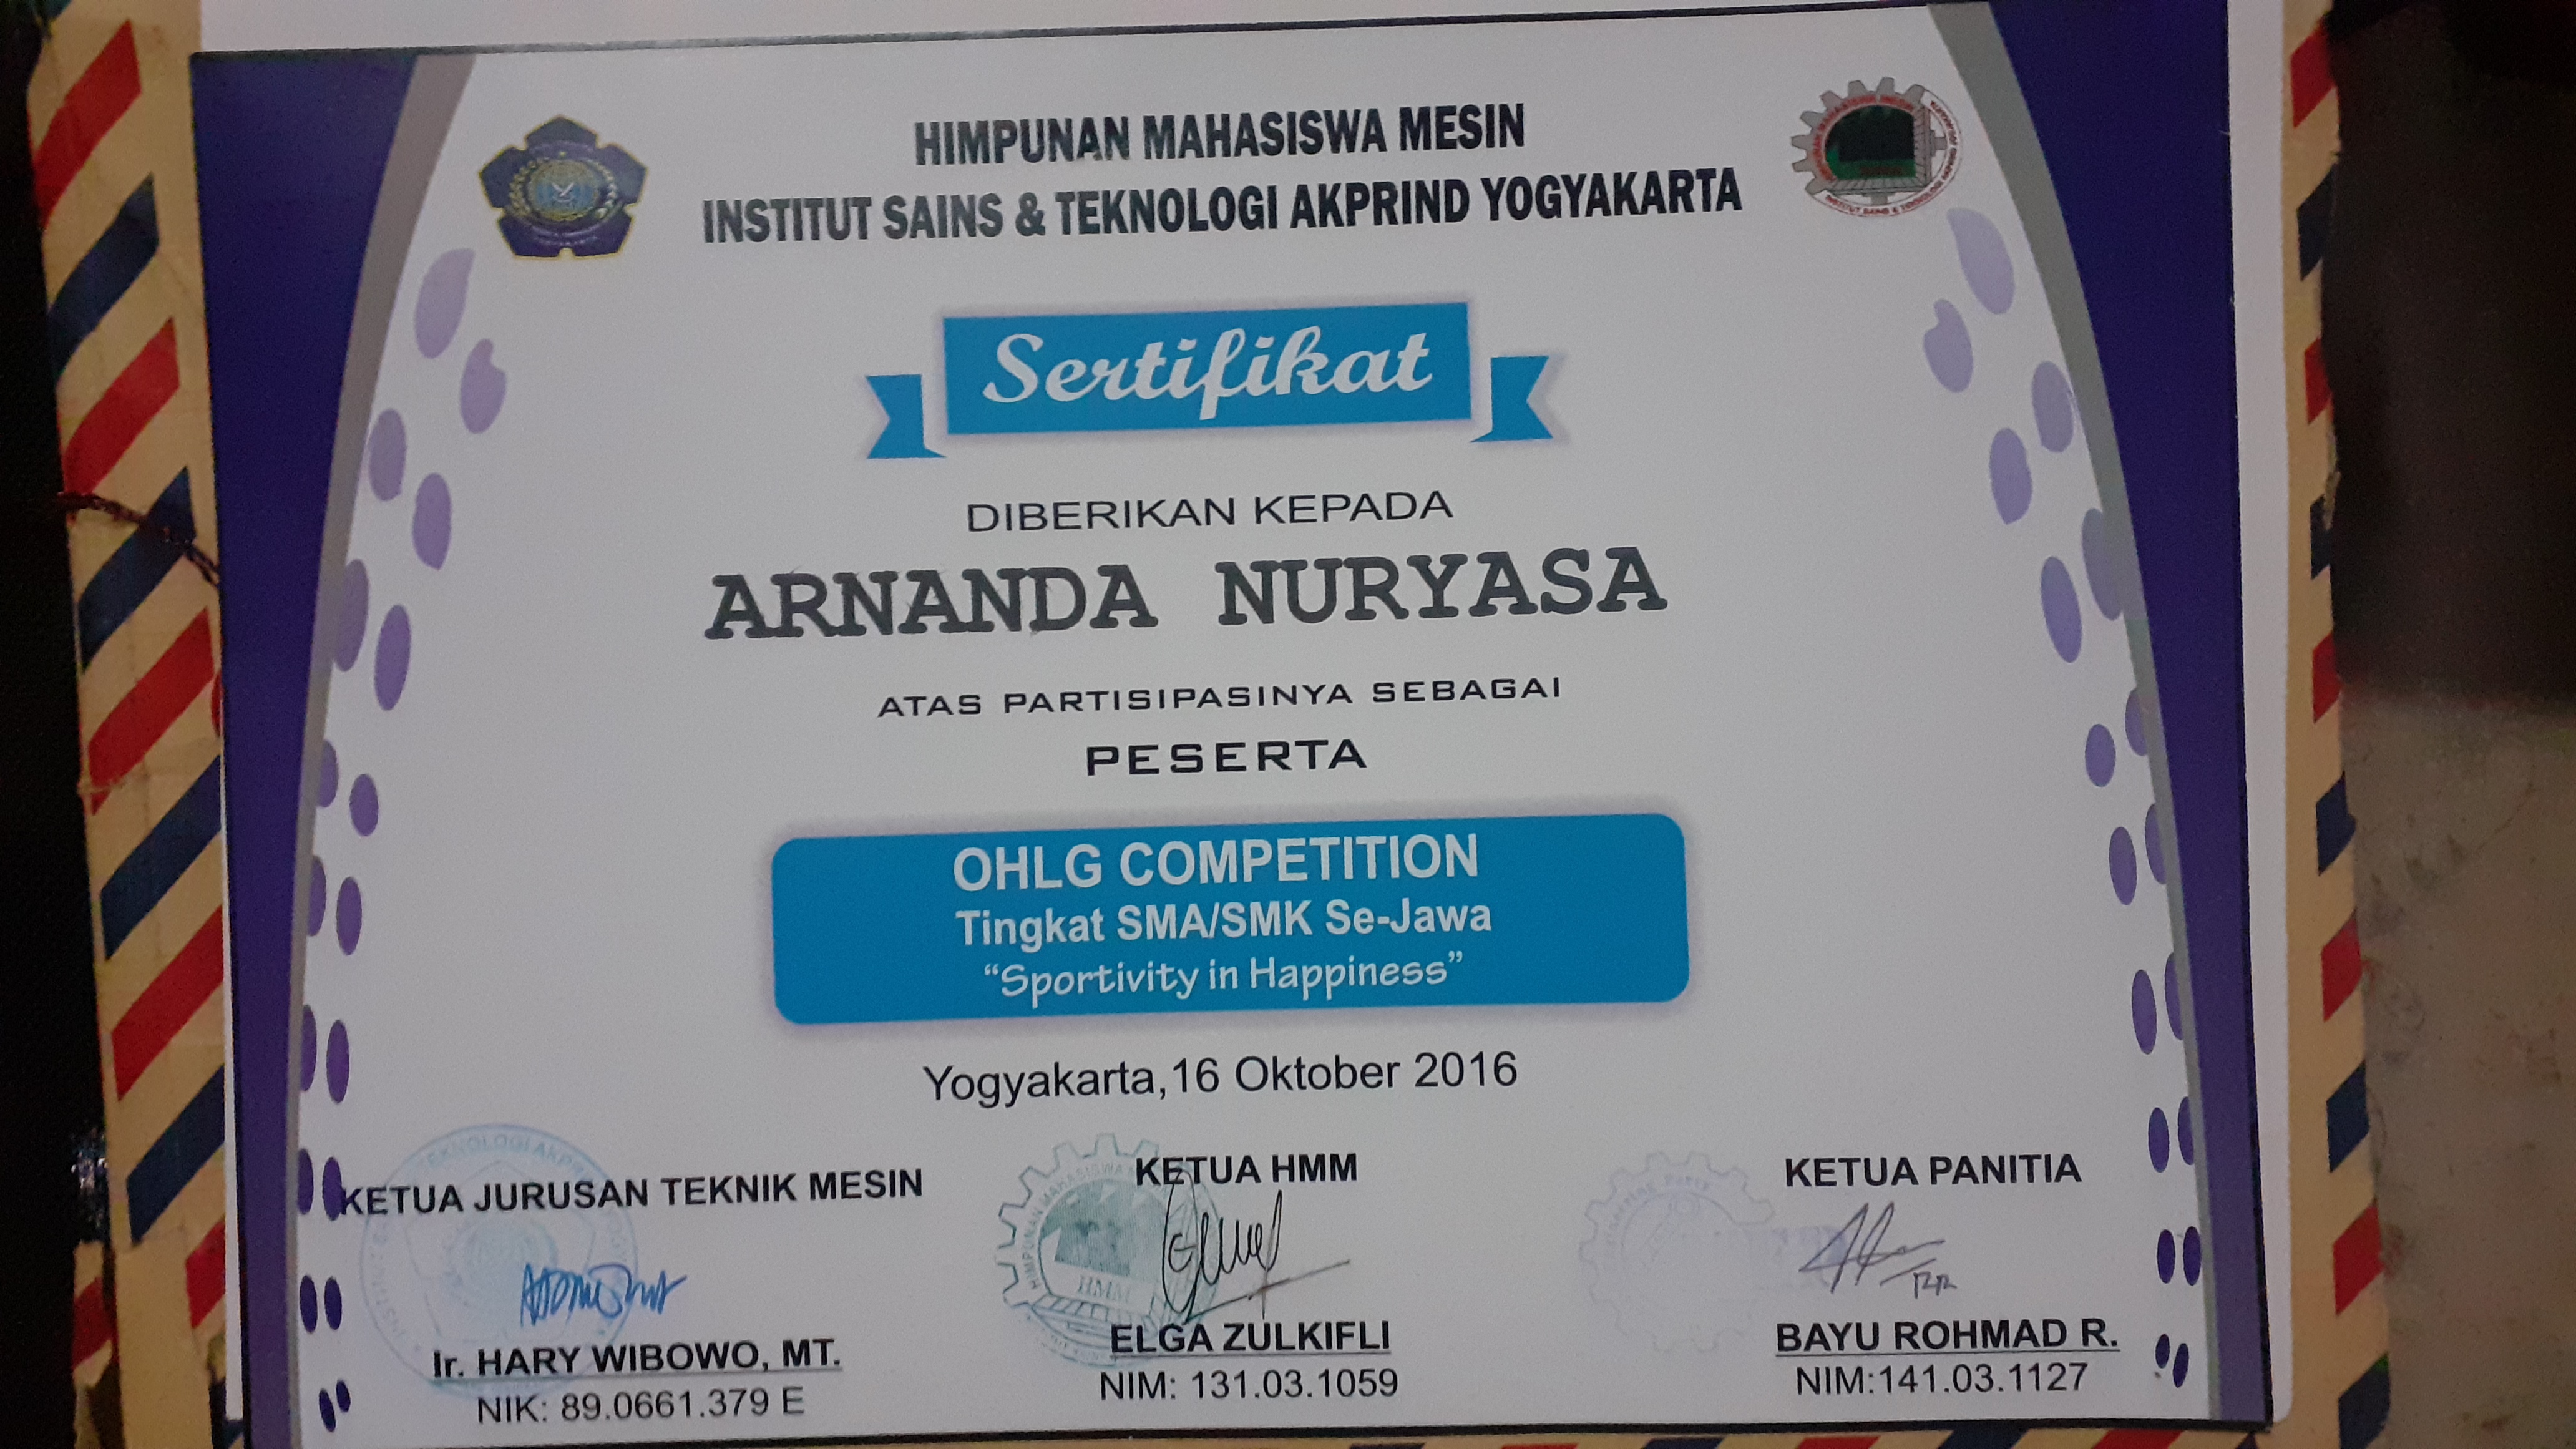 HIMPUNAN MAHASISWA MESIN
INSTITUT SAINS & TEKNOLOGI AKPRIND YOGYAKARTA
Sertifikat
DIBERIKAN KEPADA
ARNANDA NURYASA
ATAS PARTISIPASINYA SEBAGAI
PESERTA
OHLG COMPETITION
Tingkat SMA/SMK Se-Jawa
“Sportivity in Happiness”
Yogyakarta,16 Oktober 2016
KETUA JURUSAN TEKNIK MESIN
Ir. HARY WIBOWO, MT.
NIK: 89.0661.379 E
KETUA HMM
HMM
ELGA ZULKIFLI
NIM: 131.03.1059
KETUA PANITIA
BAYU ROHMAD R.
NIM:141.03.1127